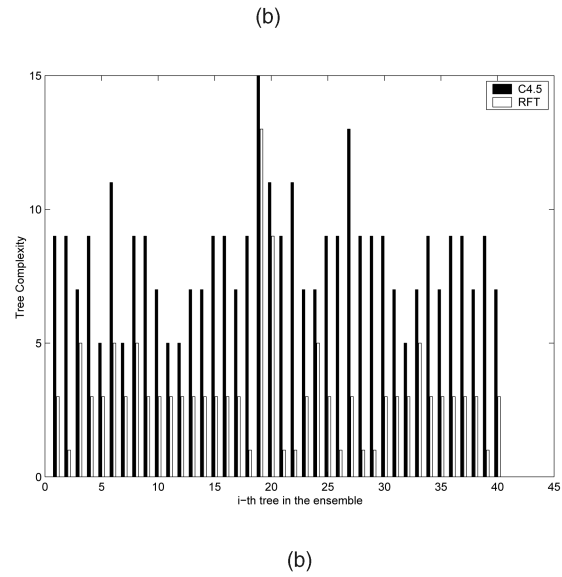 (b)
15
C4.5
RFT
10
Tree Complexity
5
0
0 5 10 15 20 25 30 35 40 45
i−th tree in the ensemble
(b)